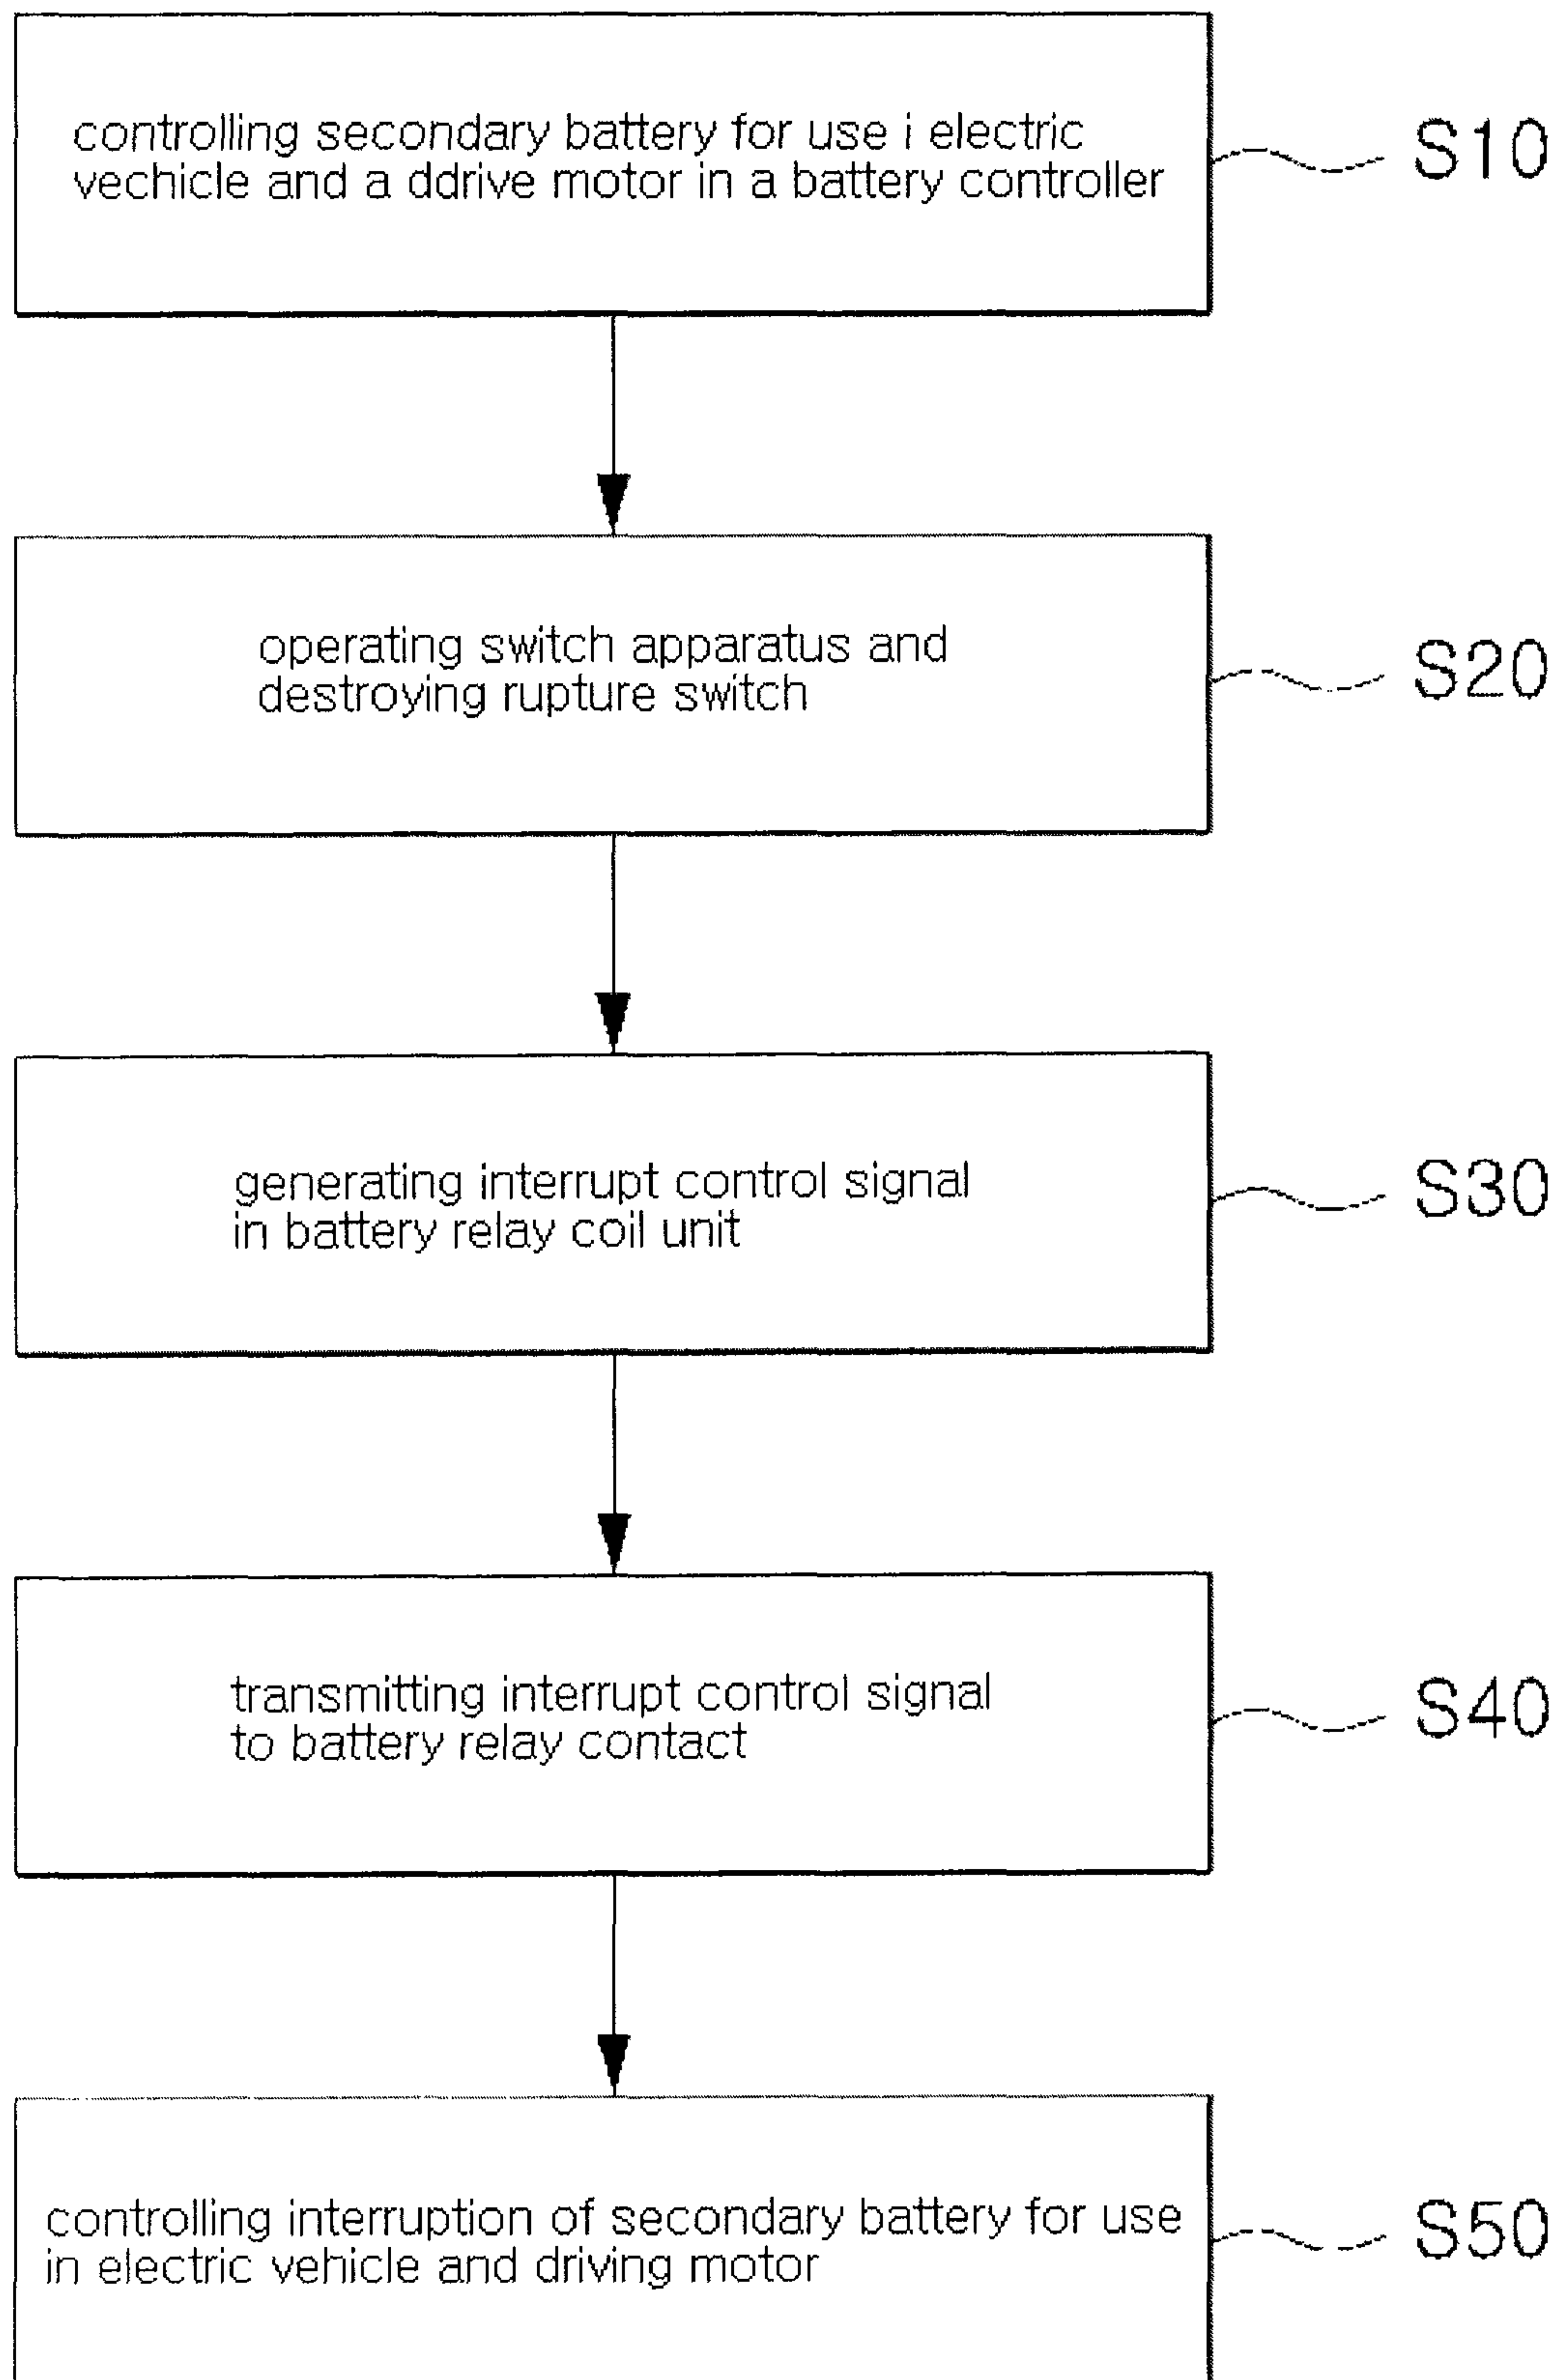 controlling secondary battery for use i electric
vechicle and a ddrive motor in a battery controller
S10
operating switch apparatus and
destroying rupture switch
S20
generating interrupt control signal
in battery relay coil unit
S30
transmitting interrupt control signal
to battery relay contact
S40
controlling interruption of secondary battery for use
in electric vehicle and driving motor
S50